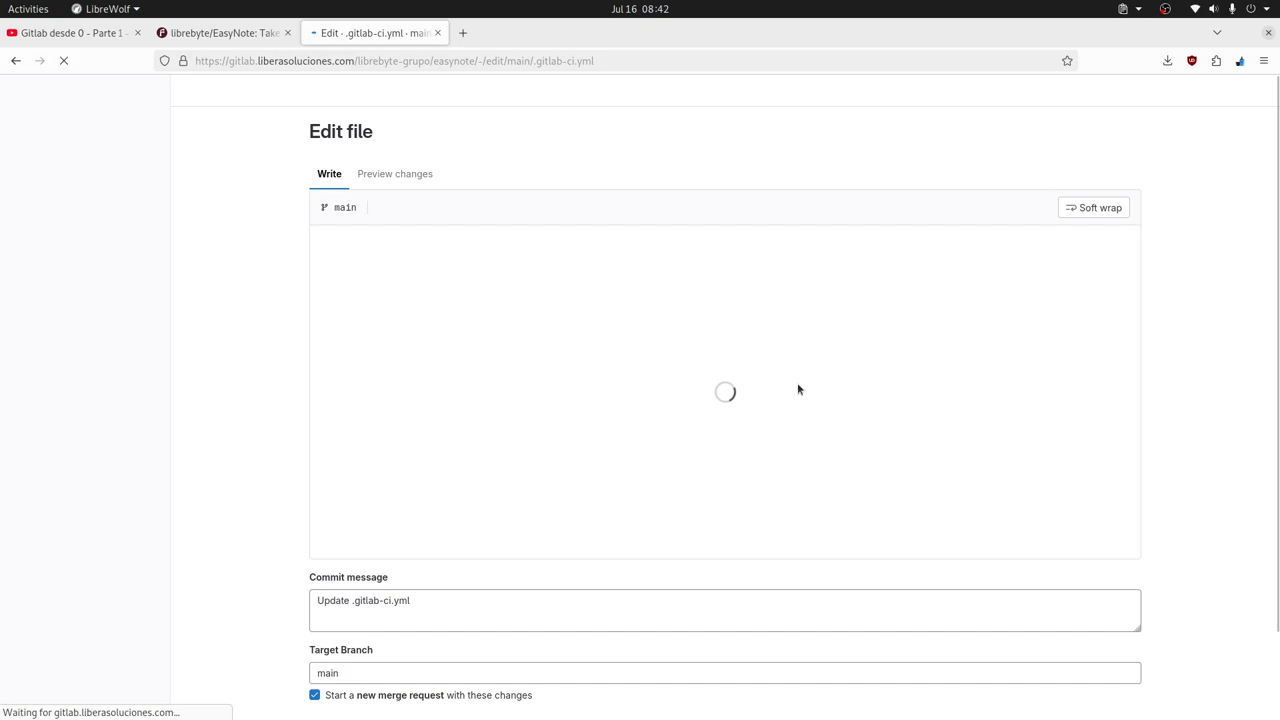 Activities
LibreWolf
Jul 16 08:42
Gitlab desde 0 - Parte 1 -
librebyte/EasyNote: Take
Edit · .gitlab-ci.yml · main
https://gitlab.liberasoluciones.com/librebyte-grupo/easynote/-/edit/main/.gitlab-ci.yml
Edit file
Write
Preview changes
main
Soft wrap
Commit message
Update .gitlab-ci.yml
Target Branch
main
Start a new merge request with these changes
Waiting for gitlab.liberasoluciones.com...